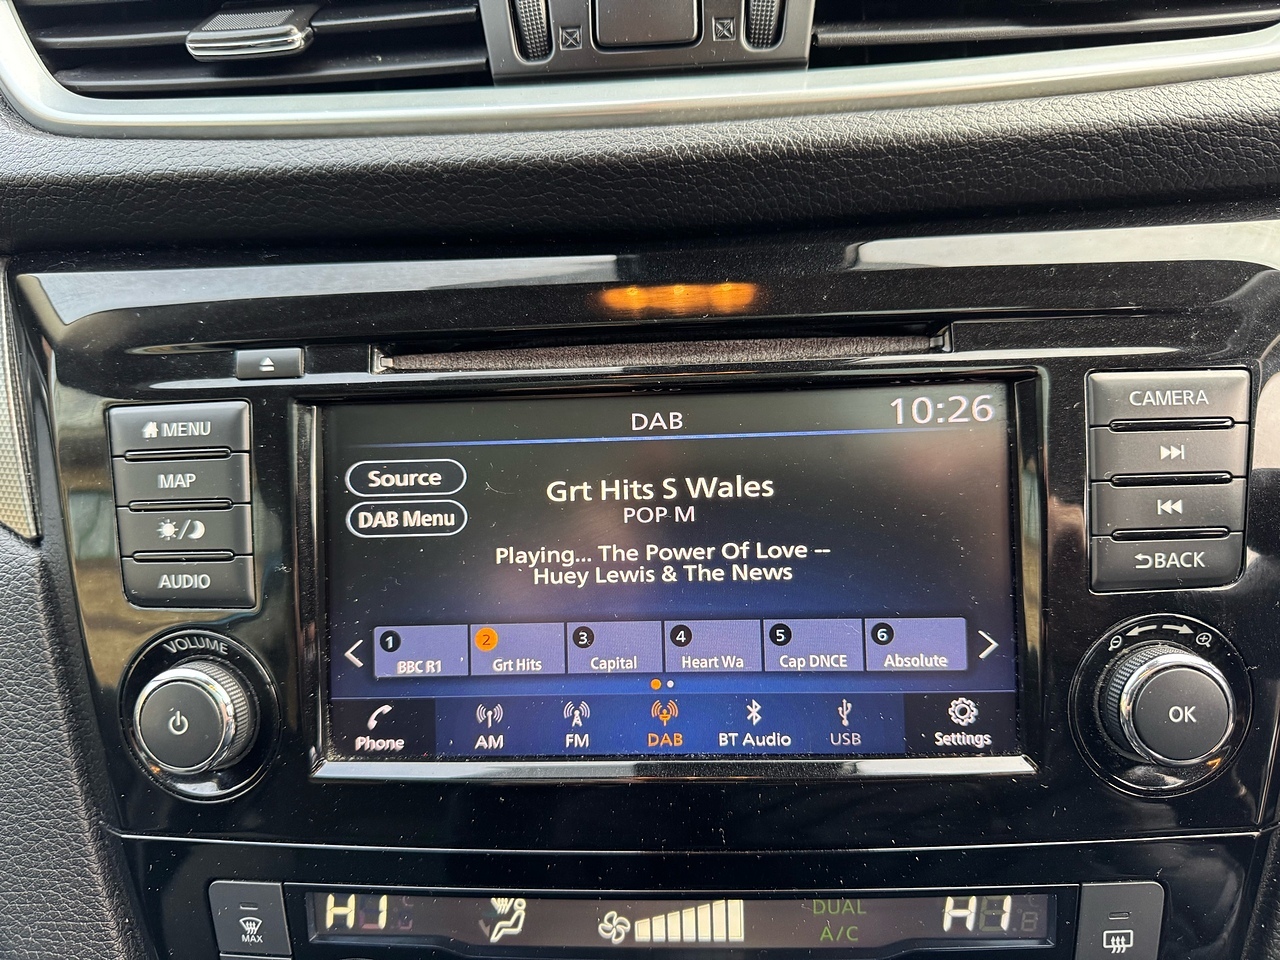 MENU
MAP
AUDIO
VOLUME
DAB
10:26
Source
DAB Menu
Grt Hits S Wales
POP M
Playing... The Power Of Love --
Huey Lewis & The News
1
BBC R1
2
Grt Hits
3
Capital
4
Heart Wa
5
Cap DNCE
6
Absolute
Phone
AM
FM
DAB
BT Audio
USB
Settings
CAMERA
BACK
OK
MAX
HI
DUAL
A/C
HI